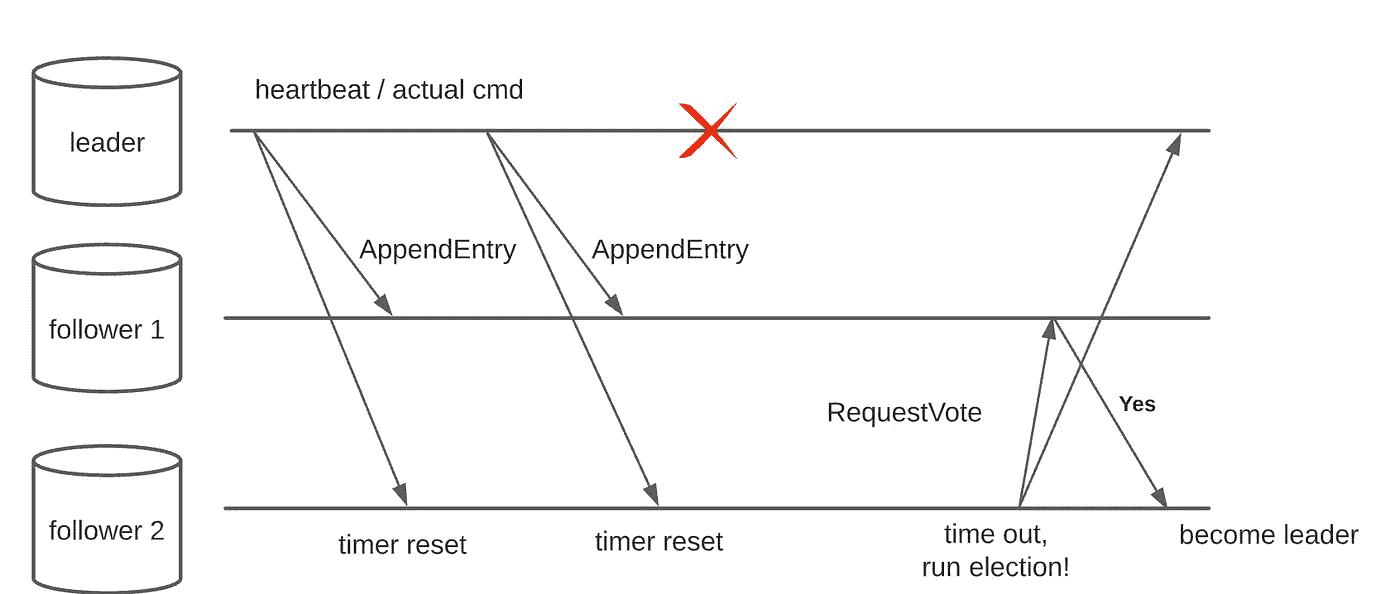 heartbeat / actual cmd
leader
AppendEntry
AppendEntry
follower 1
RequestVote
Yes
follower 2
timer reset
timer reset
time out,
run election!
become leader